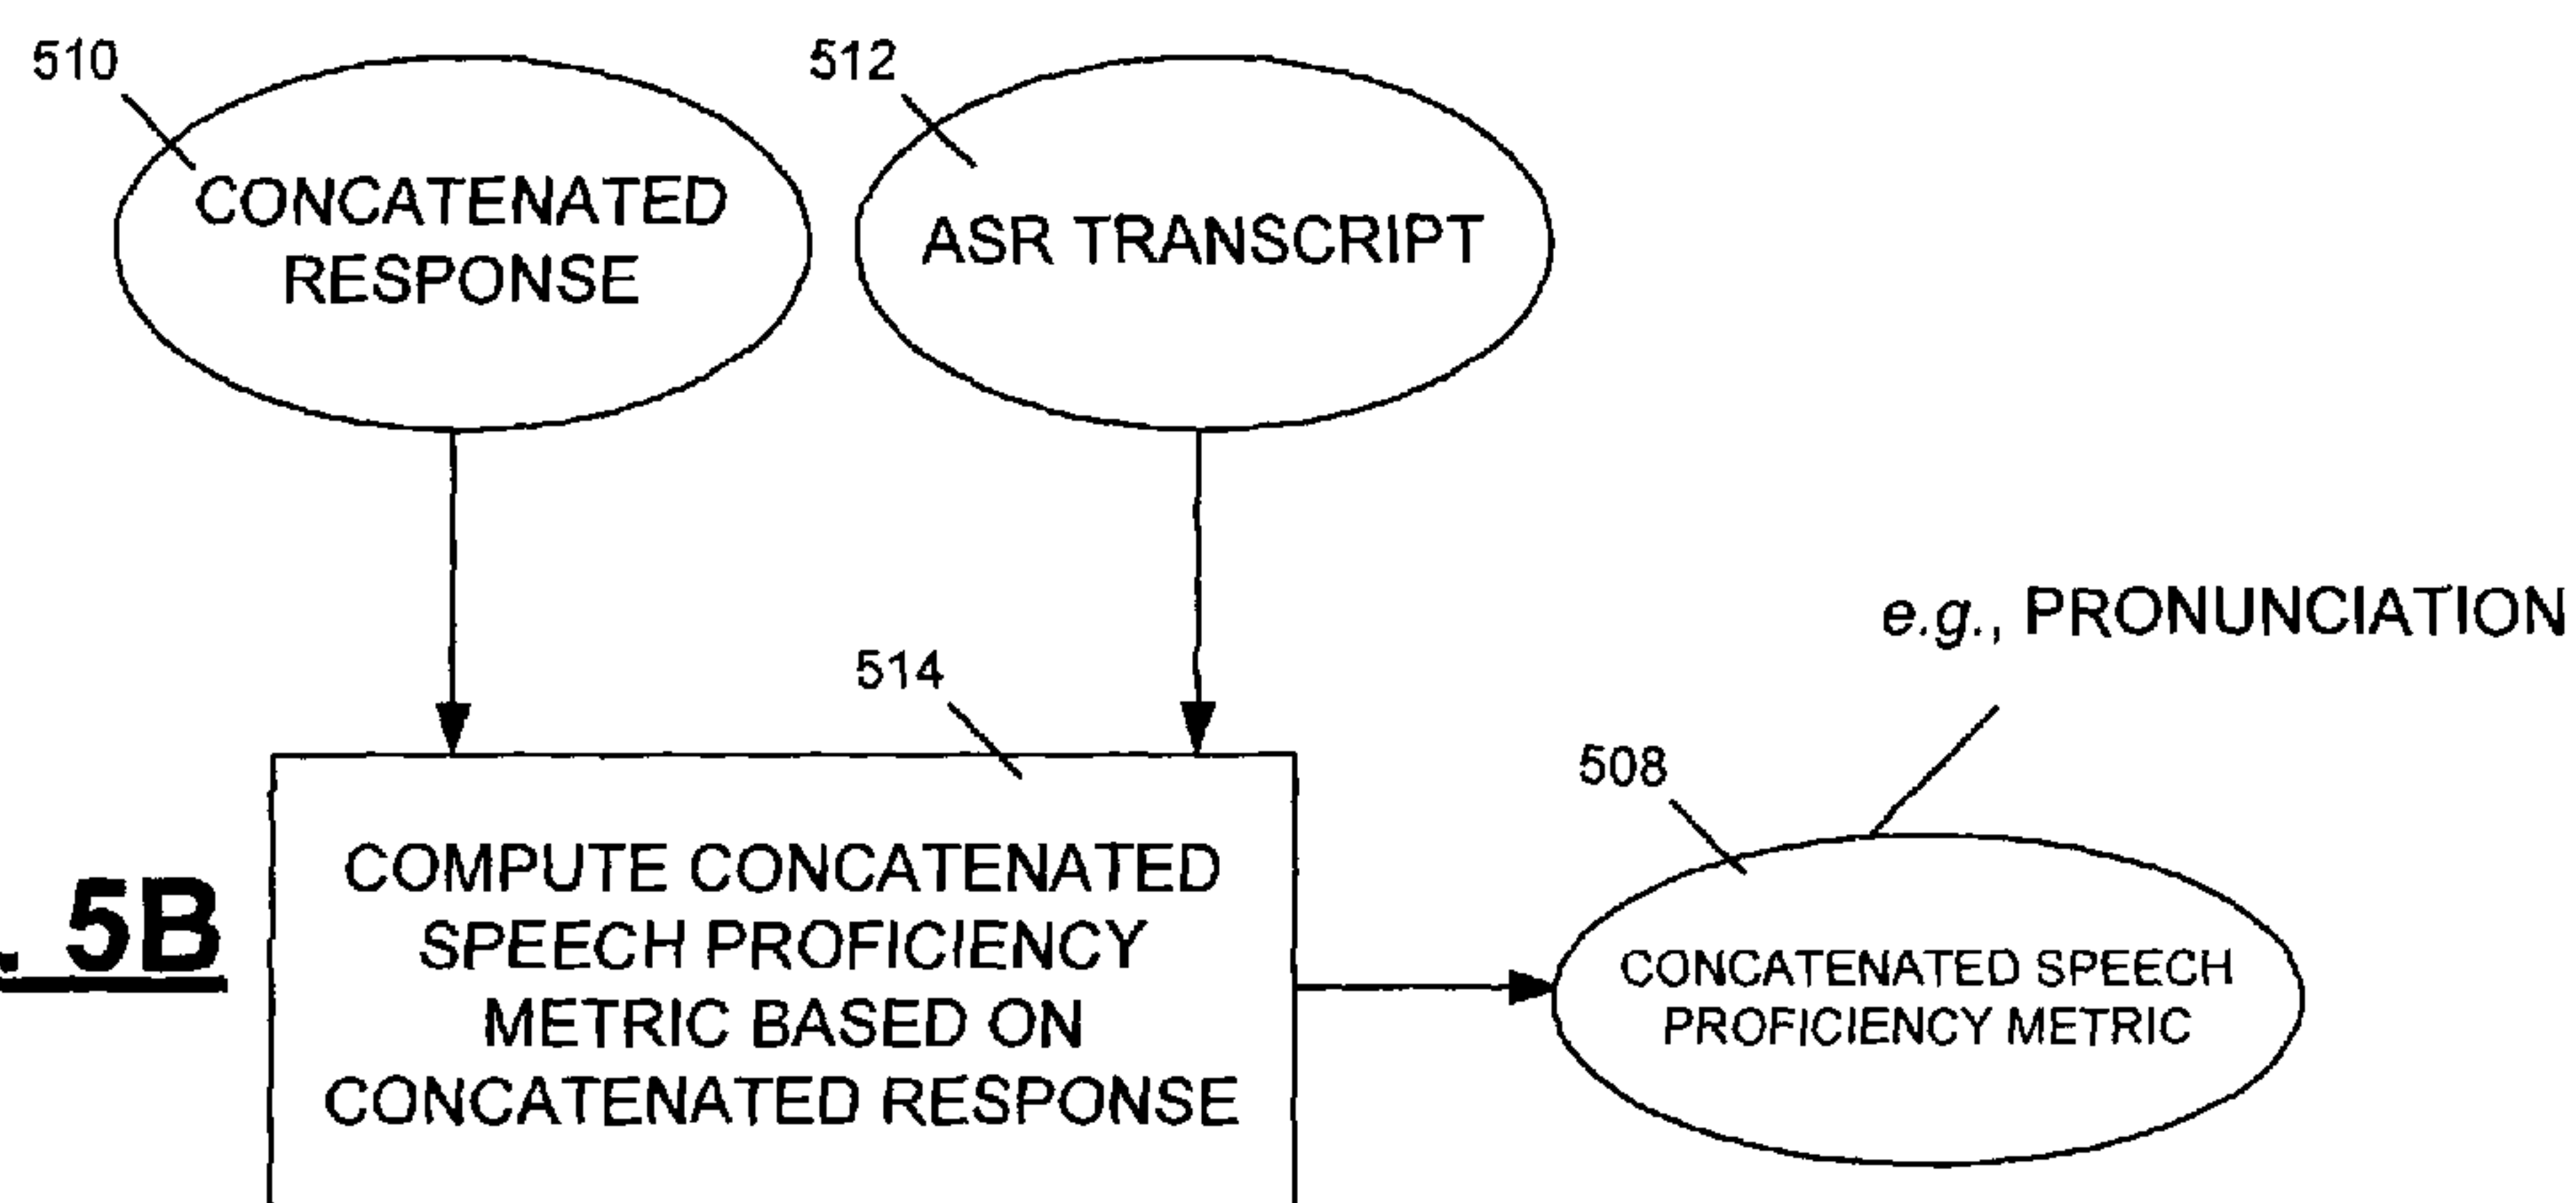 510
CONCATENATED
RESPONSE
512
ASR TRANSCRIPT
e.g., PRONUNCIATION
514
508
COMPUTE CONCATENATED
SPEECH PROFICIENCY
METRIC BASED ON
CONCATENATED RESPONSE
. 5B
CONCATENATED SPEECH
PROFICIENCY METRIC